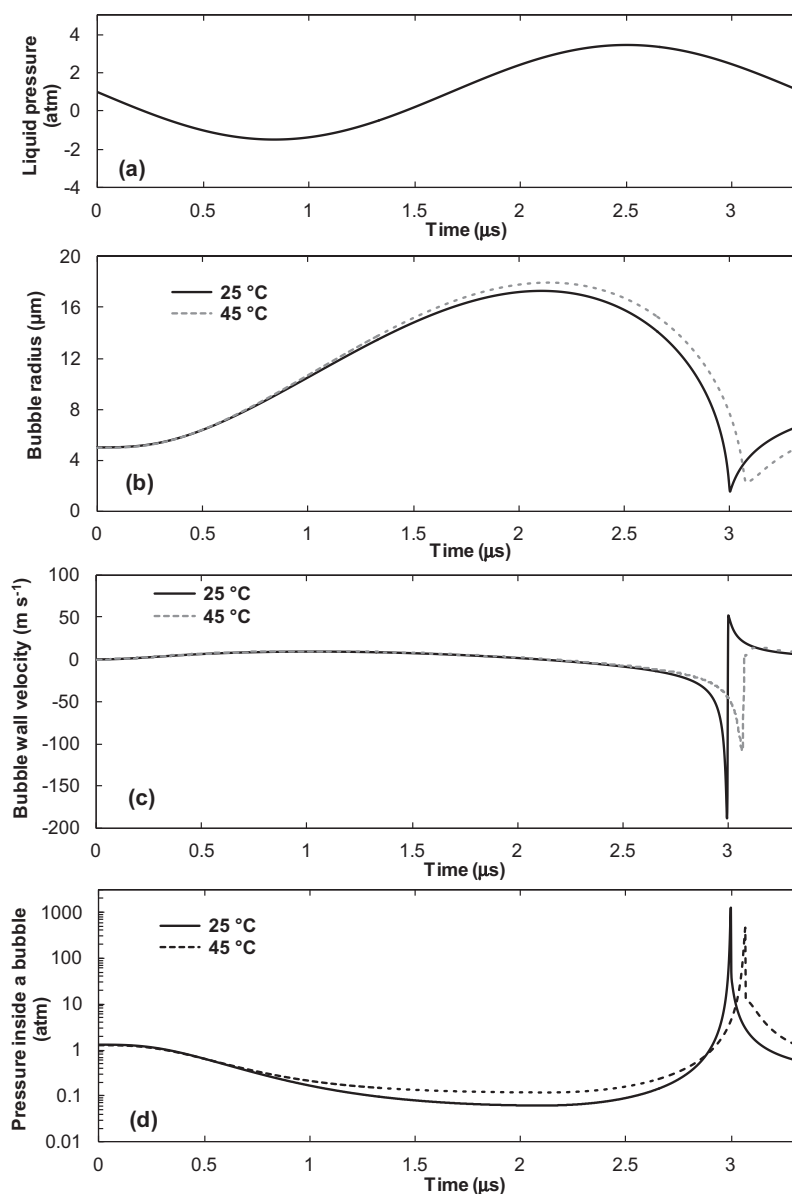 4
2
0
-2
-4
Liquid pressure
(atm)
(a)
0 0.5 1 1.5 2 2.5 3
Time (μs)
20
16
12
8
4
0
Bubble radius (μm)
25 °C
45 °C
(b)
0 0.5 1 1.5 2 2.5 3
Time (μs)
100
50
0
-50
-100
-150
-200
Bubble wall velocity (m s⁻¹)
25 °C
45 °C
(c)
0 0.5 1 1.5 2 2.5 3
Time (μs)
1000
100
10
1
0.1
0.01
Pressure inside a bubble
(atm)
25 °C
45 °C
(d)
0 0.5 1 1.5 2 2.5 3
Time (μs)